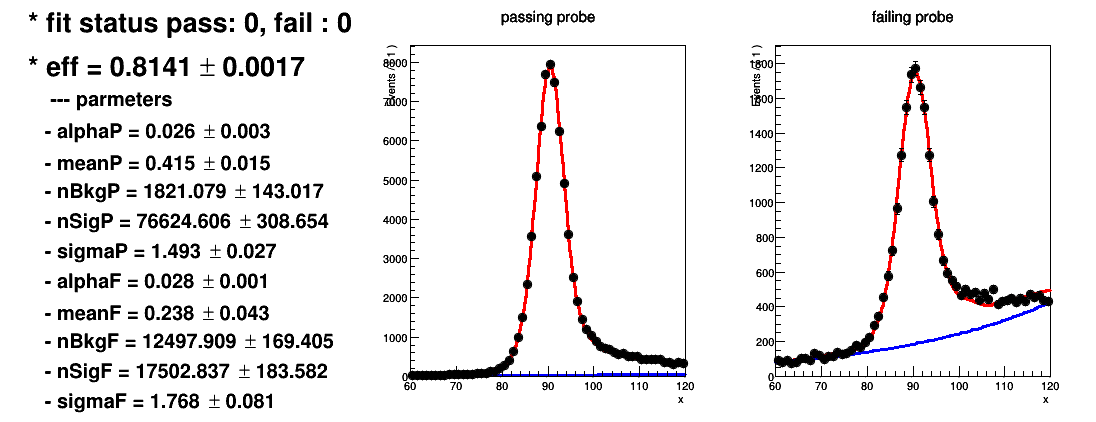 * fit status pass: 0, fail : 0
* eff = 0.8141 ± 0.0017
--- parmeters
- alphaP = 0.026 ± 0.003
- meanP = 0.415 ± 0.015
- nBkgP = 1821.079 ± 143.017
- nSigP = 76624.606 ± 308.654
- sigmaP = 1.493 ± 0.027
- alphaF = 0.028 ± 0.001
- meanF = 0.238 ± 0.043
- nBkgF = 12497.909 ± 169.405
- nSigF = 17502.837 ± 183.582
- sigmaF = 1.768 ± 0.081
passing probe
8000
7000
6000
5000
4000
3000
2000
1000
0
60 70 80 90 100 110 120
x
failing probe
1800
1600
1400
1200
1000
800
600
400
200
0
60 70 80 90 100 110 120
x